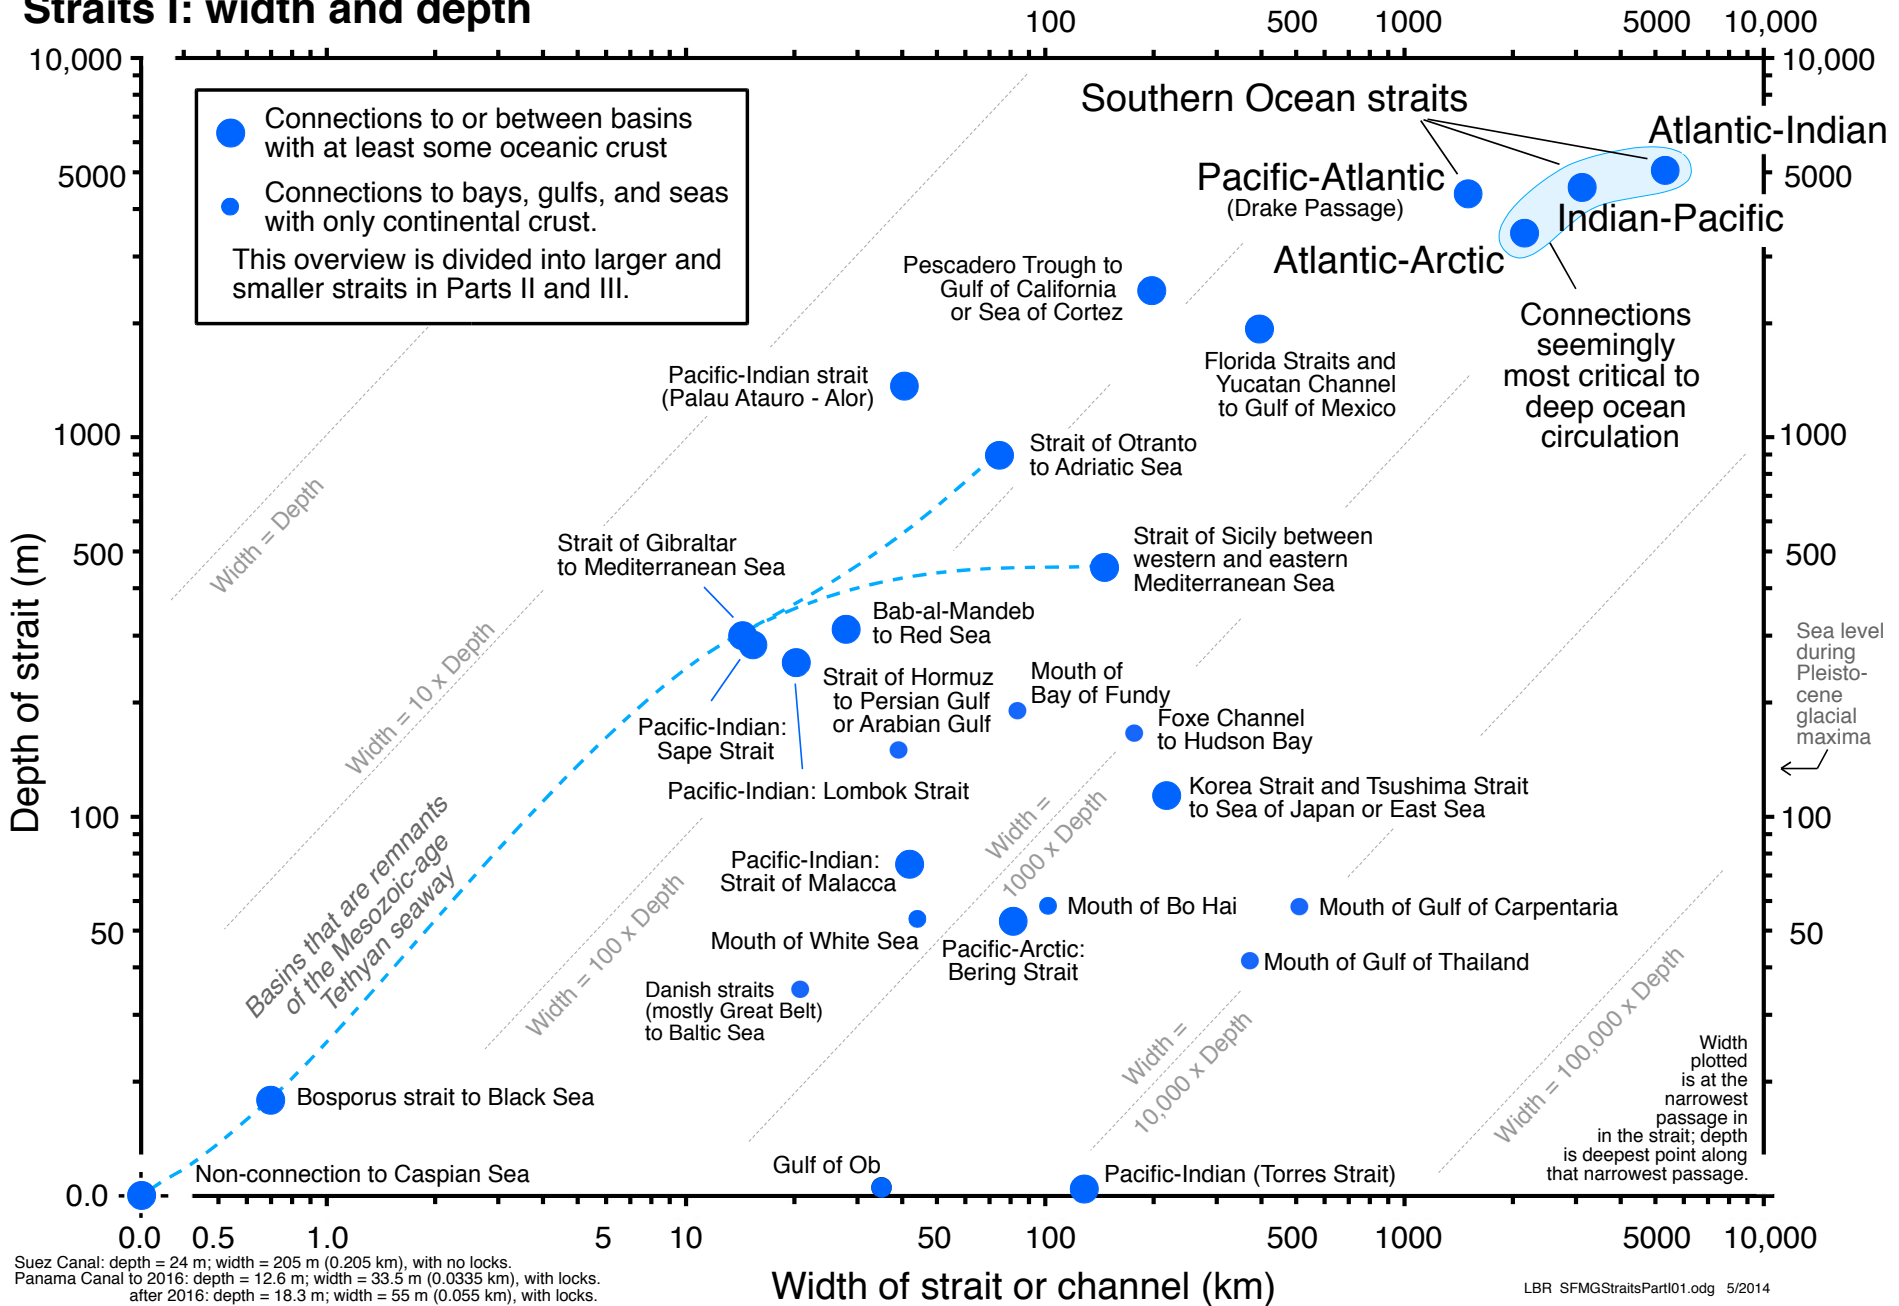 Straits I: width and depth
100
500
1000
5000
10,000
10,000
10,000
Connections to or between basins
with at least some oceanic crust
Connections to bays, gulfs, and seas
with only continental crust.
This overview is divided into larger and
smaller straits in Parts II and III.
Southern Ocean straits
Atlantic-Indian
5000
5000
Pacific-Atlantic
(Drake Passage)
Indian-Pacific
Atlantic-Arctic
Pescadero Trough to
Gulf of California
or Sea of Cortez
Connections
seemingly
most critical to
deep ocean
circulation
Florida Straits and
Yucatan Channel
to Gulf of Mexico
Pacific-Indian strait
(Palau Atauro - Alor)
1000
1000
Strait of Otranto
to Adriatic Sea
Width = Depth
500
500
Strait of Gibraltar
to Mediterranean Sea
Strait of Sicily between
western and eastern
Mediterranean Sea
Bab-al-Mandeb
to Red Sea
Width = 10 x Depth
Depth of strait (m)
Sea level
during
Pleisto-
cene
glacial
maxima
Strait of Hormuz
to Persian Gulf
or Arabian Gulf
Mouth of
Bay of Fundy
Foxe Channel
to Hudson Bay
Pacific-Indian:
Sape Strait
Pacific-Indian: Lombok Strait
Korea Strait and Tsushima Strait
to Sea of Japan or East Sea
100
100
Basins that are remnants
of the Mesozoic-age
Tethyan seaway
Width =
1000 x Depth
Pacific-Indian:
Strait of Malacca
Width = 100 x Depth
50
50
Mouth of White Sea
Mouth of Bo Hai
Mouth of Gulf of Carpentaria
Pacific-Arctic:
Bering Strait
Mouth of Gulf of Thailand
Danish straits
(mostly Great Belt)
to Baltic Sea
Width =
10,000 x Depth
Width = 100,000 x Depth
Width
plotted
is at the
narrowest
passage in
in the strait; depth
is deepest point along
that narrowest passage.
Bosporus strait to Black Sea
Non-connection to Caspian Sea
Gulf of Ob
Pacific-Indian (Torres Strait)
0.0
0.0
0.5
1.0
5
10
50
100
500
1000
5000
10,000
Suez Canal: depth = 24 m; width = 205 m (0.205 km), with no locks.
Panama Canal to 2016: depth = 12.6 m; width = 33.5 m (0.0335 km), with locks.
after 2016: depth = 18.3 m; width = 55 m (0.055 km), with locks.
Width of strait or channel (km)
LBR SFMGStraitsPartI01.odg 5/2014